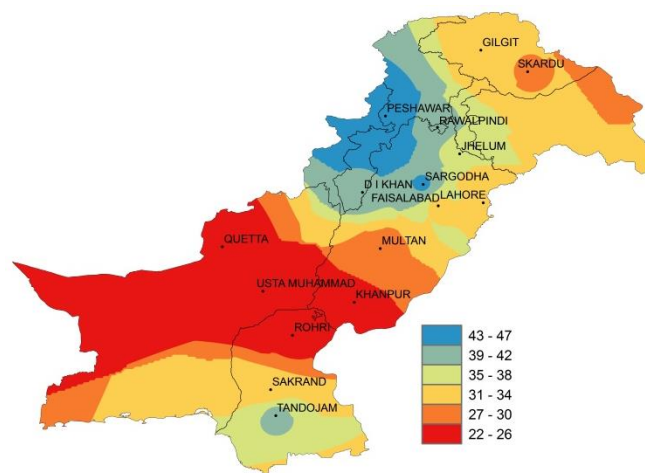 GILGIT
SKARDU
PESHAWAR
RAWALPINDI
JHELUM
SARGODHA
D I KHAN
FAISALABAD
LAHORE
QUETTA
MULTAN
USTA MUHAMMAD
KHANPUR
ROHRI
SAKRAND
TANDOJAM
43 - 47
39 - 42
35 - 38
31 - 34
27 - 30
22 - 26